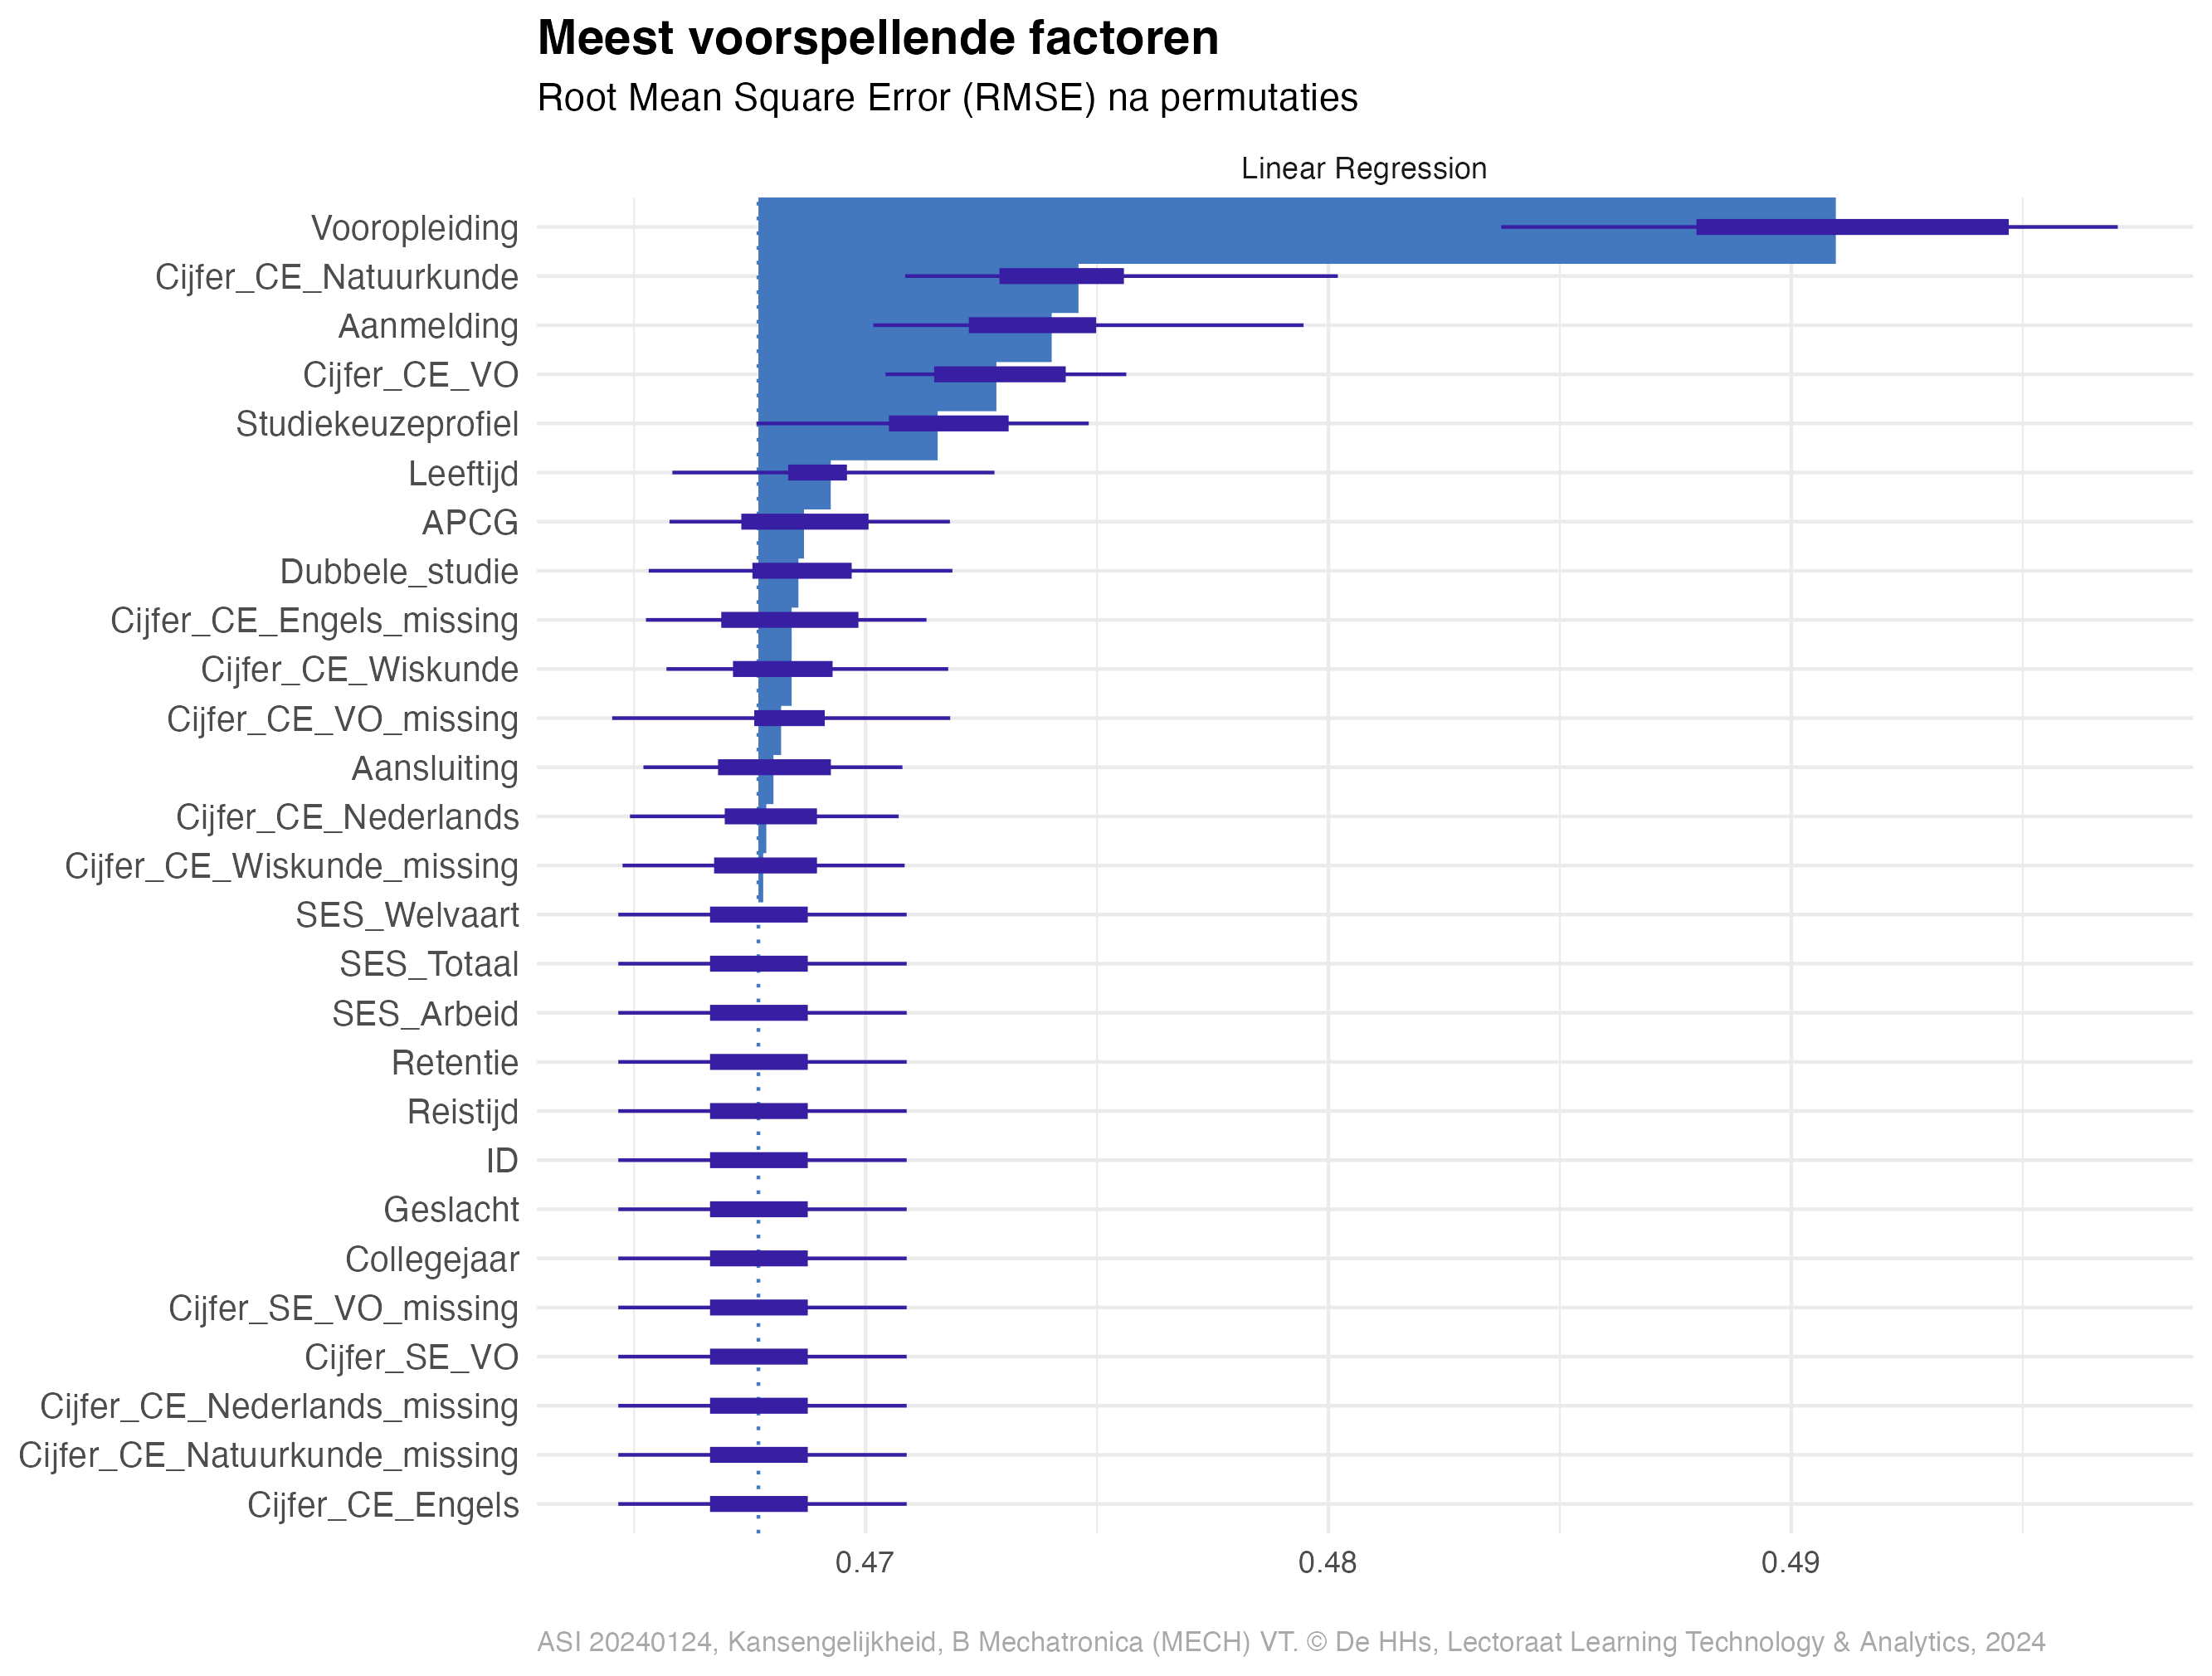 Meest voorspellende factoren
Root Mean Square Error (RMSE) na permutaties
Linear Regression
Vooropleiding
Cijfer_CE_Natuurkunde
Aanmelding
Cijfer_CE_VO
Studiekeuzeprofiel
Leeftijd
APCG
Dubbele_studie
Cijfer_CE_Engels_missing
Cijfer_CE_Wiskunde
Cijfer_CE_VO_missing
Aansluiting
Cijfer_CE_Nederlands
Cijfer_CE_Wiskunde_missing
SES_Welvaart
SES_Totaal
SES_Arbeid
Retentie
Reistijd
ID
Geslacht
Collegejaar
Cijfer_SE_VO_missing
Cijfer_SE_VO
Cijfer_CE_Nederlands_missing
Cijfer_CE_Natuurkunde_missing
Cijfer_CE_Engels
0.47 0.48 0.49
ASI 20240124, Kansengelijkheid, B Mechatronica (MECH) VT. © De HHs, Lectoraat Learning Technology & Analytics, 2024